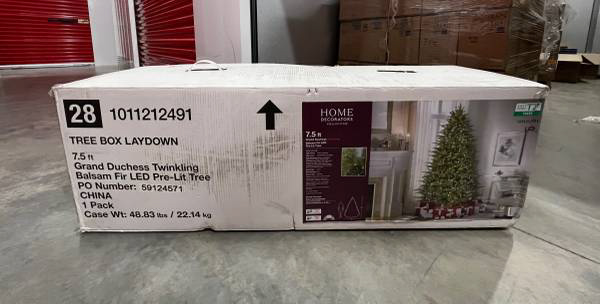 28 1011212491
TREE BOX LAYDOWN
7.5 ft
Grand Duchess Twinkling
Balsam Fir LED Pre-Lit Tree
PO Number: 59124571
CHINA
1 Pack
Case Wt: 48.83 lbs / 22.14 kg
HOME
DECORATORS
COLLECTION
7.5 ft